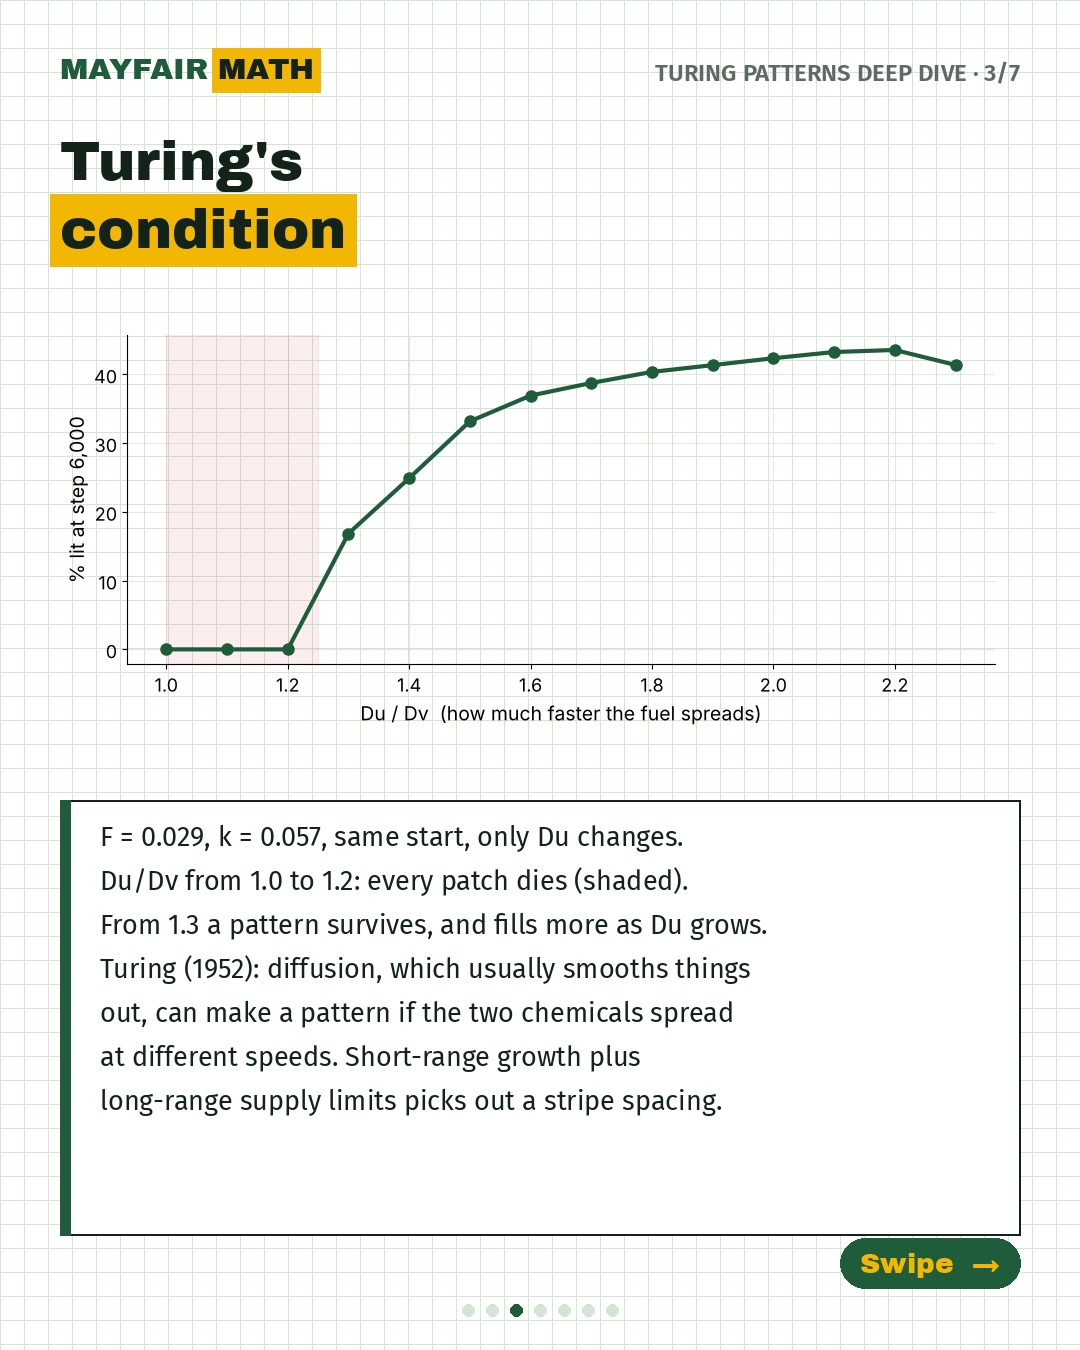 MAYFAIR MATH
TURING PATTERNS DEEP DIVE · 3/7
Turing's
condition
40
30
20
10
0
% lit at step 6,000
1.0 1.2 1.4 1.6 1.8 2.0 2.2
Du / Dv (how much faster the fuel spreads)
F = 0.029, k = 0.057, same start, only Du changes.
Du/Dv from 1.0 to 1.2: every patch dies (shaded).
From 1.3 a pattern survives, and fills more as Du grows.
Turing (1952): diffusion, which usually smooths things
out, can make a pattern if the two chemicals spread
at different speeds. Short-range growth plus
long-range supply limits picks out a stripe spacing.
Swipe →